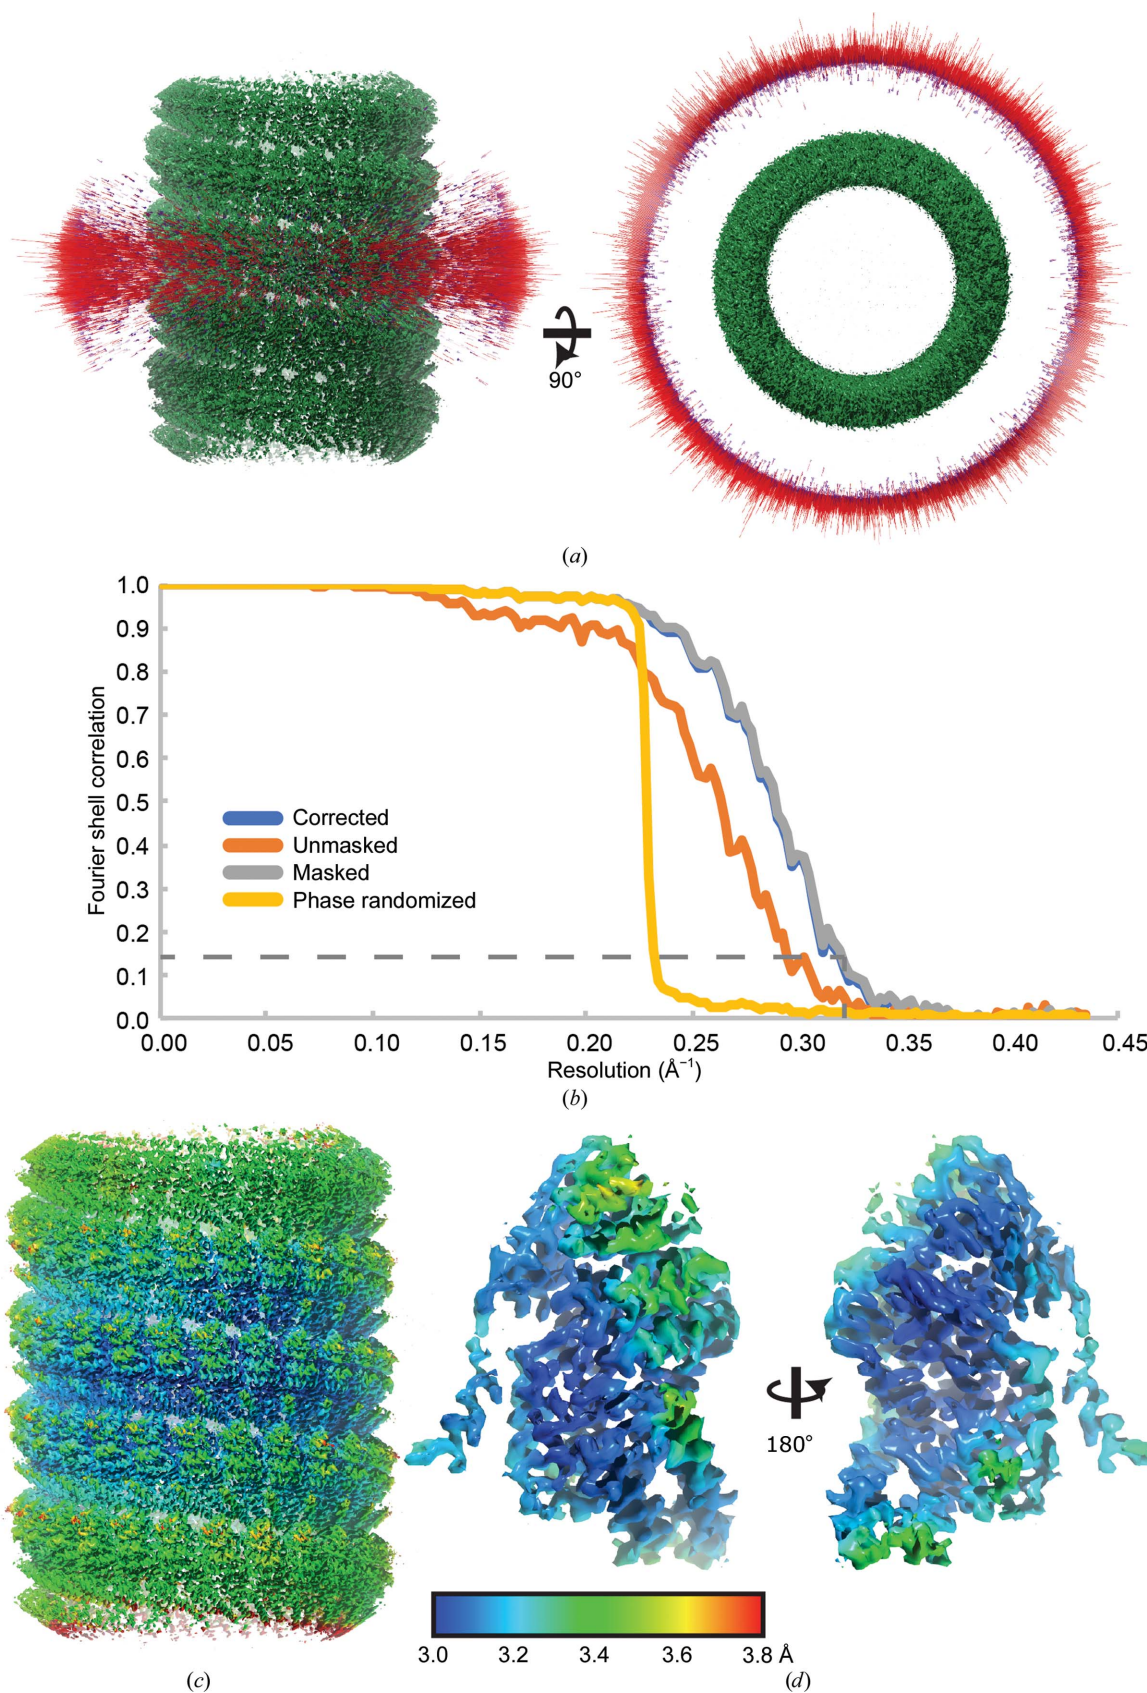 90°
(a)
1.0
0.9
0.8
0.7
0.6
0.5
0.4
0.3
0.2
0.1
0.0
Fourier shell correlation
Corrected
Unmasked
Masked
Phase randomized
0.00 0.05 0.10 0.15 0.20 0.25 0.30 0.35 0.40 0.45
Resolution (Å⁻¹)
(b)
180°
3.0 3.2 3.4 3.6 3.8 Å
(c) (d)